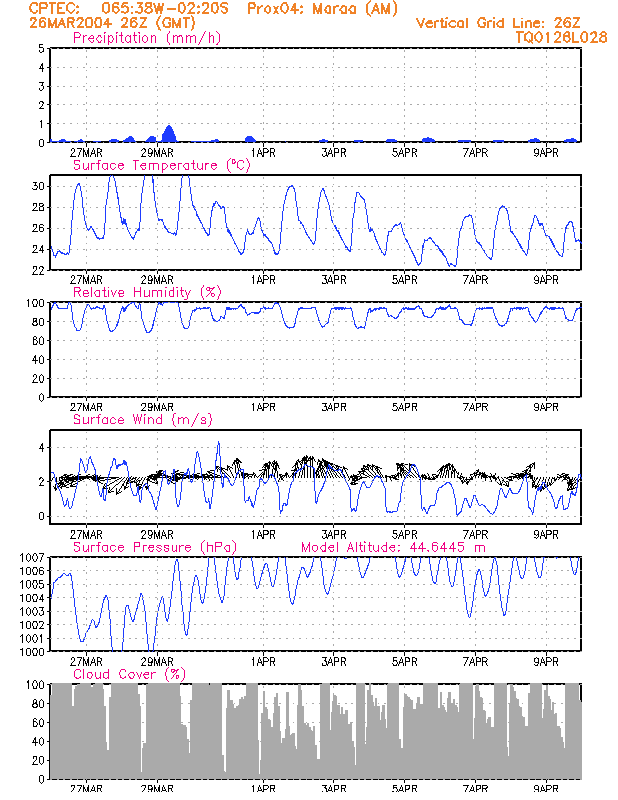 CPTEC: 065:38W-02:20S Prox04: Maraa (AM)
26MAR2004 26Z (GMT) Vertical Grid Line: 26Z
Precipitation (mm/h) TQ0126L028
5
4
3
2
1
0
27MAR 29MAR 1APR 3APR 5APR 7APR 9APR
Surface Temperature (°C)
30
28
26
24
22
27MAR 29MAR 1APR 3APR 5APR 7APR 9APR
Relative Humidity (%)
100
80
60
40
20
0
27MAR 29MAR 1APR 3APR 5APR 7APR 9APR
Surface Wind (m/s)
4
2
0
27MAR 29MAR 1APR 3APR 5APR 7APR 9APR
Surface Pressure (hPa) Model Altitude: 44.6445 m
1007
1006
1005
1004
1003
1002
1001
1000
27MAR 29MAR 1APR 3APR 5APR 7APR 9APR
Cloud Cover (%)
100
80
60
40
20
0
27MAR 29MAR 1APR 3APR 5APR 7APR 9APR